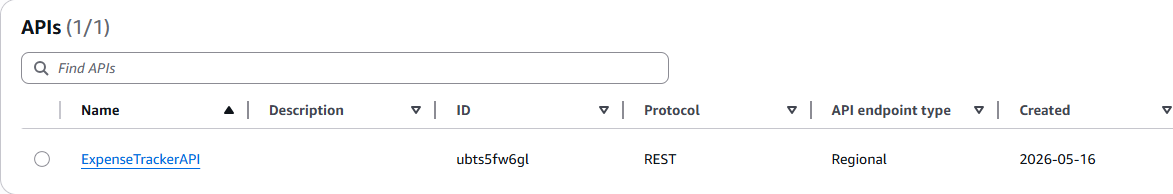 APIs (1/1)
Find APIs
Name Description ID Protocol API endpoint type Created
ExpenseTrackerAPI ubts5fw6gl REST Regional 2026-05-16